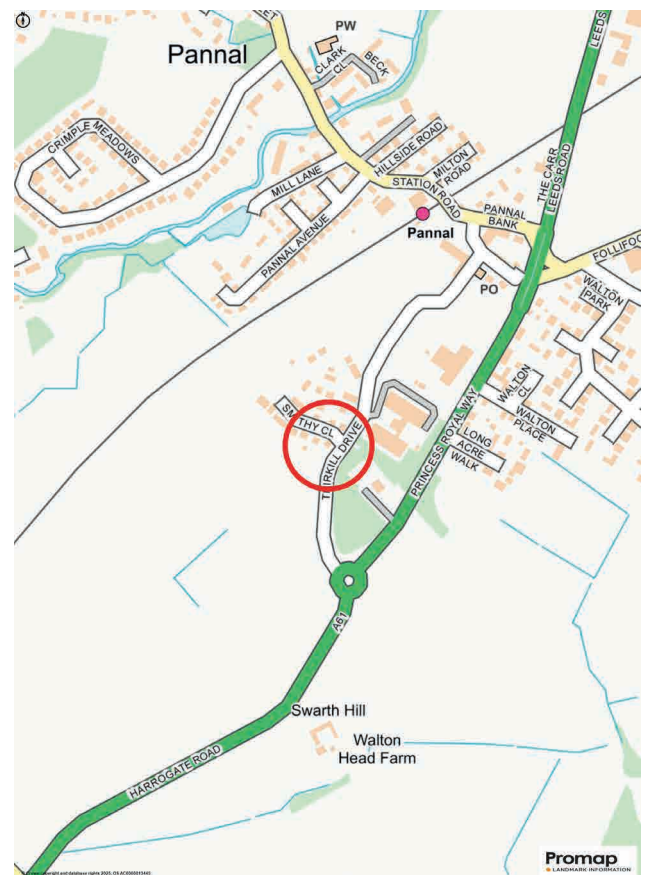 Pannal
PW
CLARK
CL
BECK
LEEDS
CRIMPLE MEADOWS
HILLSIDE ROAD
MILTON
ROAD
MILL LANE
STATION ROAD
THE CARR
LEEDS ROAD
PANNAL
BANK
PANNAL AVENUE
Pannal
FOLLIFOO
PO
WALTON
PARK
WALTON
CL
WALTON
PLACE
SM
THY CL
THIRKILL DRIVE
PRINCESS ROYAL WAY
LONG
ACRE
WALK
A61
Swarth Hill
Walton
Head Farm
HARROGATE ROAD
Promap
LANDMARK INFORMATION